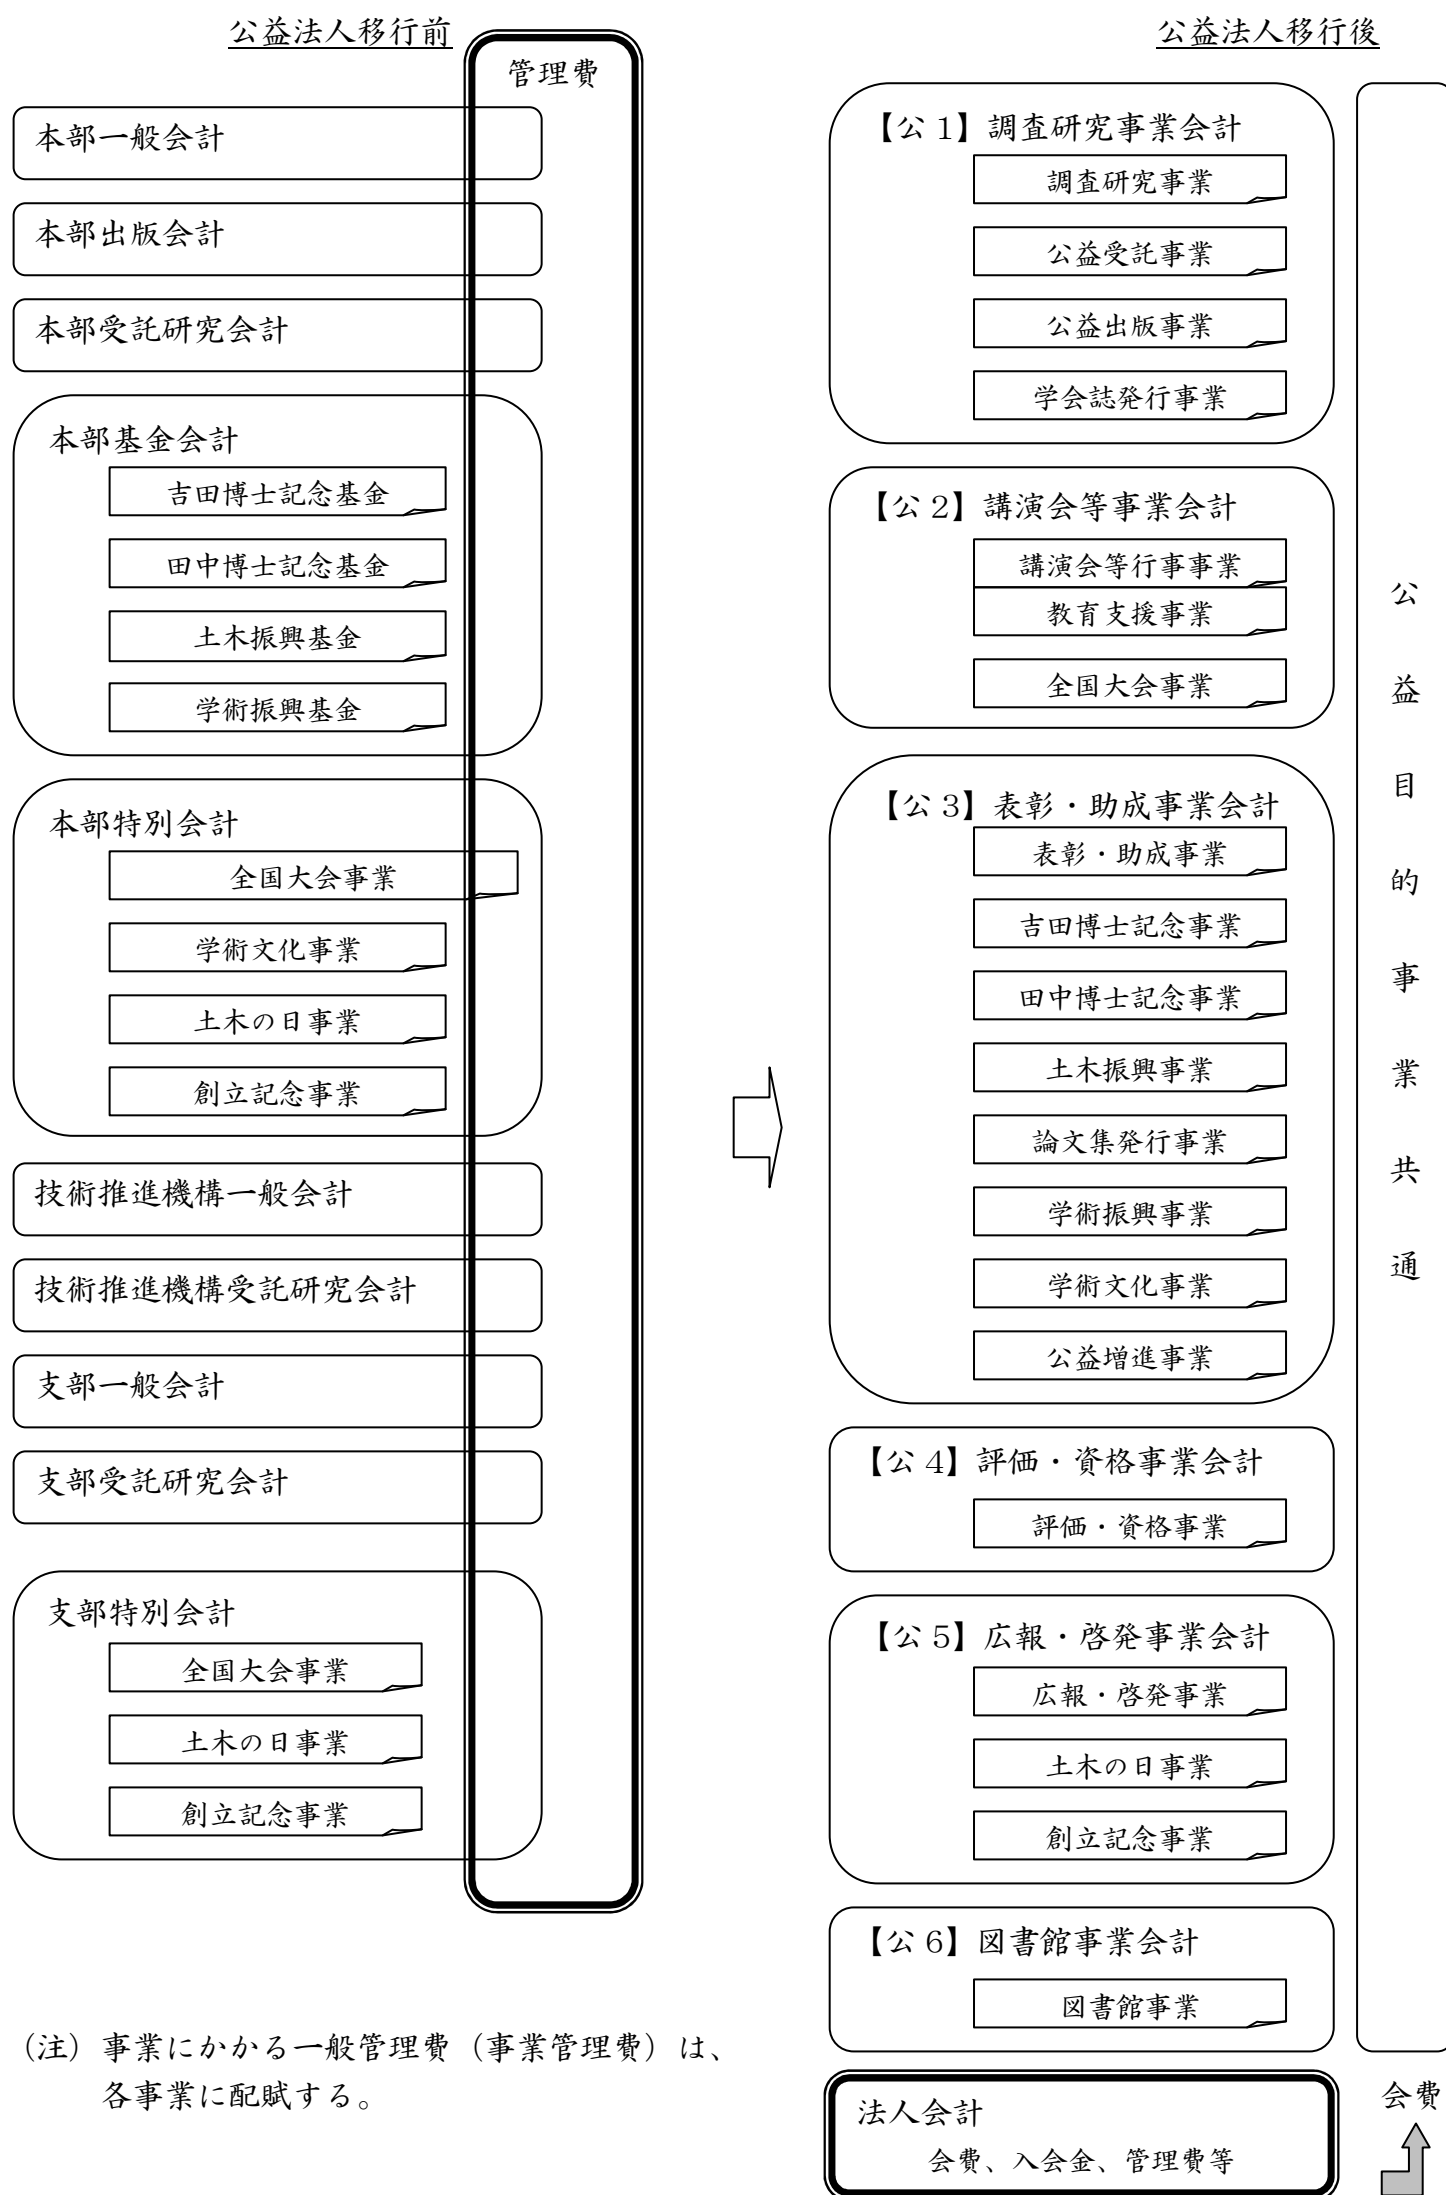 公益法人移行前
管理費
本部一般会計
本部出版会計
本部受託研究会計
本部基金会計
吉田博士記念基金
田中博士記念基金
土木振興基金
学術振興基金
本部特別会計
全国大会事業
学術文化事業
土木の日事業
創立記念事業
技術推進機構一般会計
技術推進機構受託研究会計
支部一般会計
支部受託研究会計
支部特別会計
全国大会事業
土木の日事業
創立記念事業
（注）事業にかかる一般管理費（事業管理費）は、
各事業に配賦する。
公益法人移行後
【公 1】調査研究事業会計
調査研究事業
公益受託事業
公益出版事業
学会誌発行事業
【公 2】講演会等事業会計
講演会等行事事業
教育支援事業
全国大会事業
【公 3】表彰・助成事業会計
表彰・助成事業
吉田博士記念事業
田中博士記念事業
土木振興事業
論文集発行事業
学術振興事業
学術文化事業
公益増進事業
【公 4】評価・資格事業会計
評価・資格事業
【公 5】広報・啓発事業会計
広報・啓発事業
土木の日事業
創立記念事業
【公 6】図書館事業会計
図書館事業
法人会計
会費、入会金、管理費等
公益目的事業共通
会費